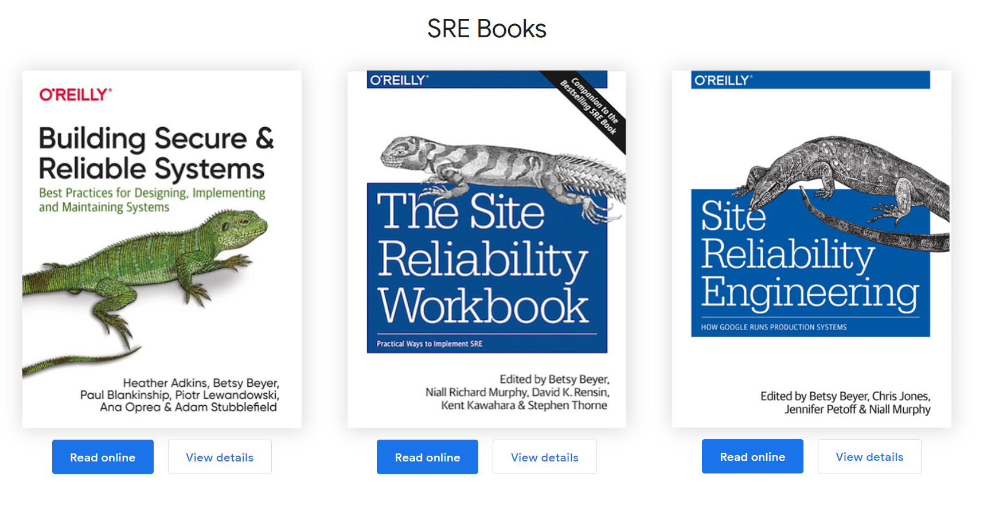 SRE Books
O'REILLY®
Building Secure &
Reliable Systems
Best Practices for Designing, Implementing
and Maintaining Systems
Heather Adkins, Betsy Beyer,
Paul Blankinship, Piotr Lewandowski,
Ana Oprea & Adam Stubblefield
Read online
View details
O'REILLY®
Companion to the
Bestselling SRE Book
The Site
Reliability
Workbook
Practical Ways to Implement SRE
Edited by Betsy Beyer,
Niall Richard Murphy, David K. Rensin,
Kent Kawahara & Stephen Thorne
Read online
View details
O'REILLY®
Site
Reliability
Engineering
HOW GOOGLE RUNS PRODUCTION SYSTEMS
Edited by Betsy Beyer, Chris Jones,
Jennifer Petoff & Niall Murphy
Read online
View details